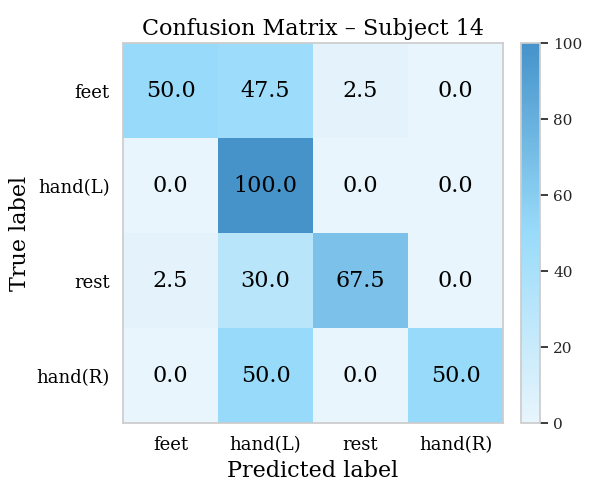 Confusion Matrix – Subject 14
True label
feet 50.0 47.5 2.5 0.0
hand(L) 0.0 100.0 0.0 0.0
rest 2.5 30.0 67.5 0.0
hand(R) 0.0 50.0 0.0 50.0
feet hand(L) rest hand(R)
Predicted label
100
80
60
40
20
0